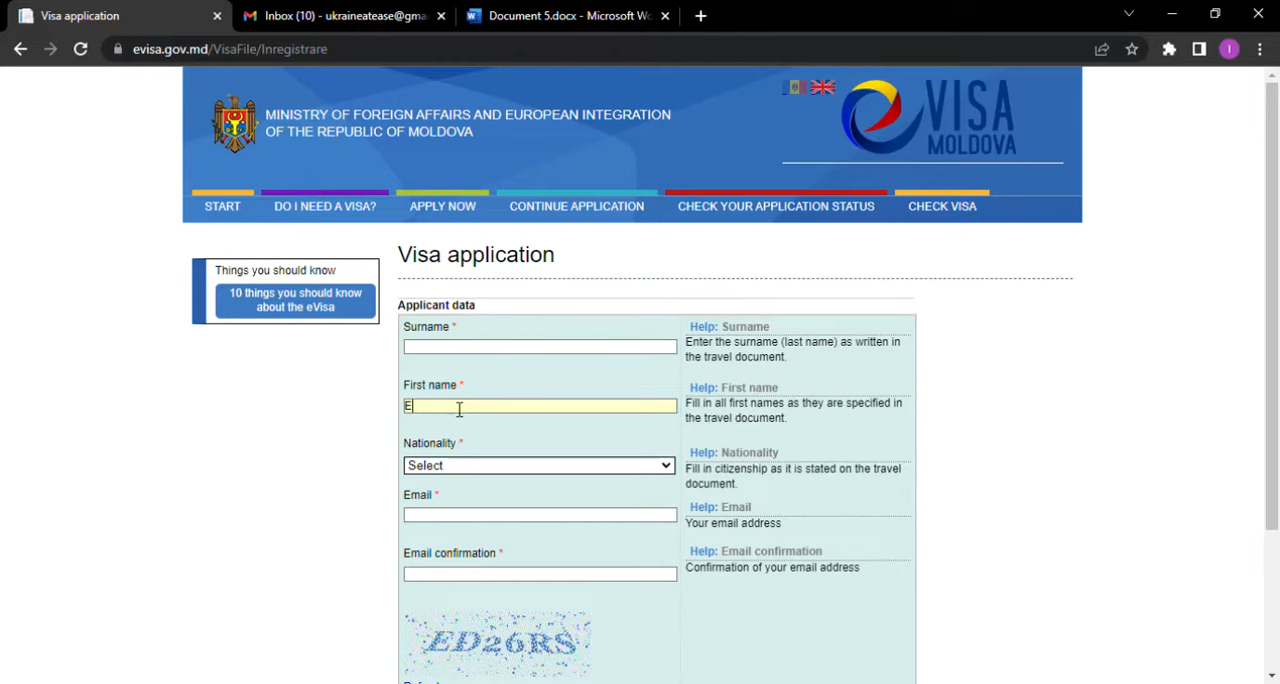 Visa application
Inbox (10) - ukraineatease@gma
Document 5.docx - Microsoft Wo
evisa.gov.md/VisaFile/Inregistrare
I
MINISTRY OF FOREIGN AFFAIRS AND EUROPEAN INTEGRATION
OF THE REPUBLIC OF MOLDOVA
VISA
MOLDOVA
START
DO I NEED A VISA?
APPLY NOW
CONTINUE APPLICATION
CHECK YOUR APPLICATION STATUS
CHECK VISA
Things you should know
10 things you should know
about the eVisa
Visa application
Applicant data
Surname *
Help: Surname
Enter the surname (last name) as written in
the travel document.
First name *
E
Help: First name
Fill in all first names as they are specified in
the travel document.
Nationality *
Select
Help: Nationality
Fill in citizenship as it is stated on the travel
document.
Email *
Help: Email
Your email address
Email confirmation *
Help: Email confirmation
Confirmation of your email address
ED26RS